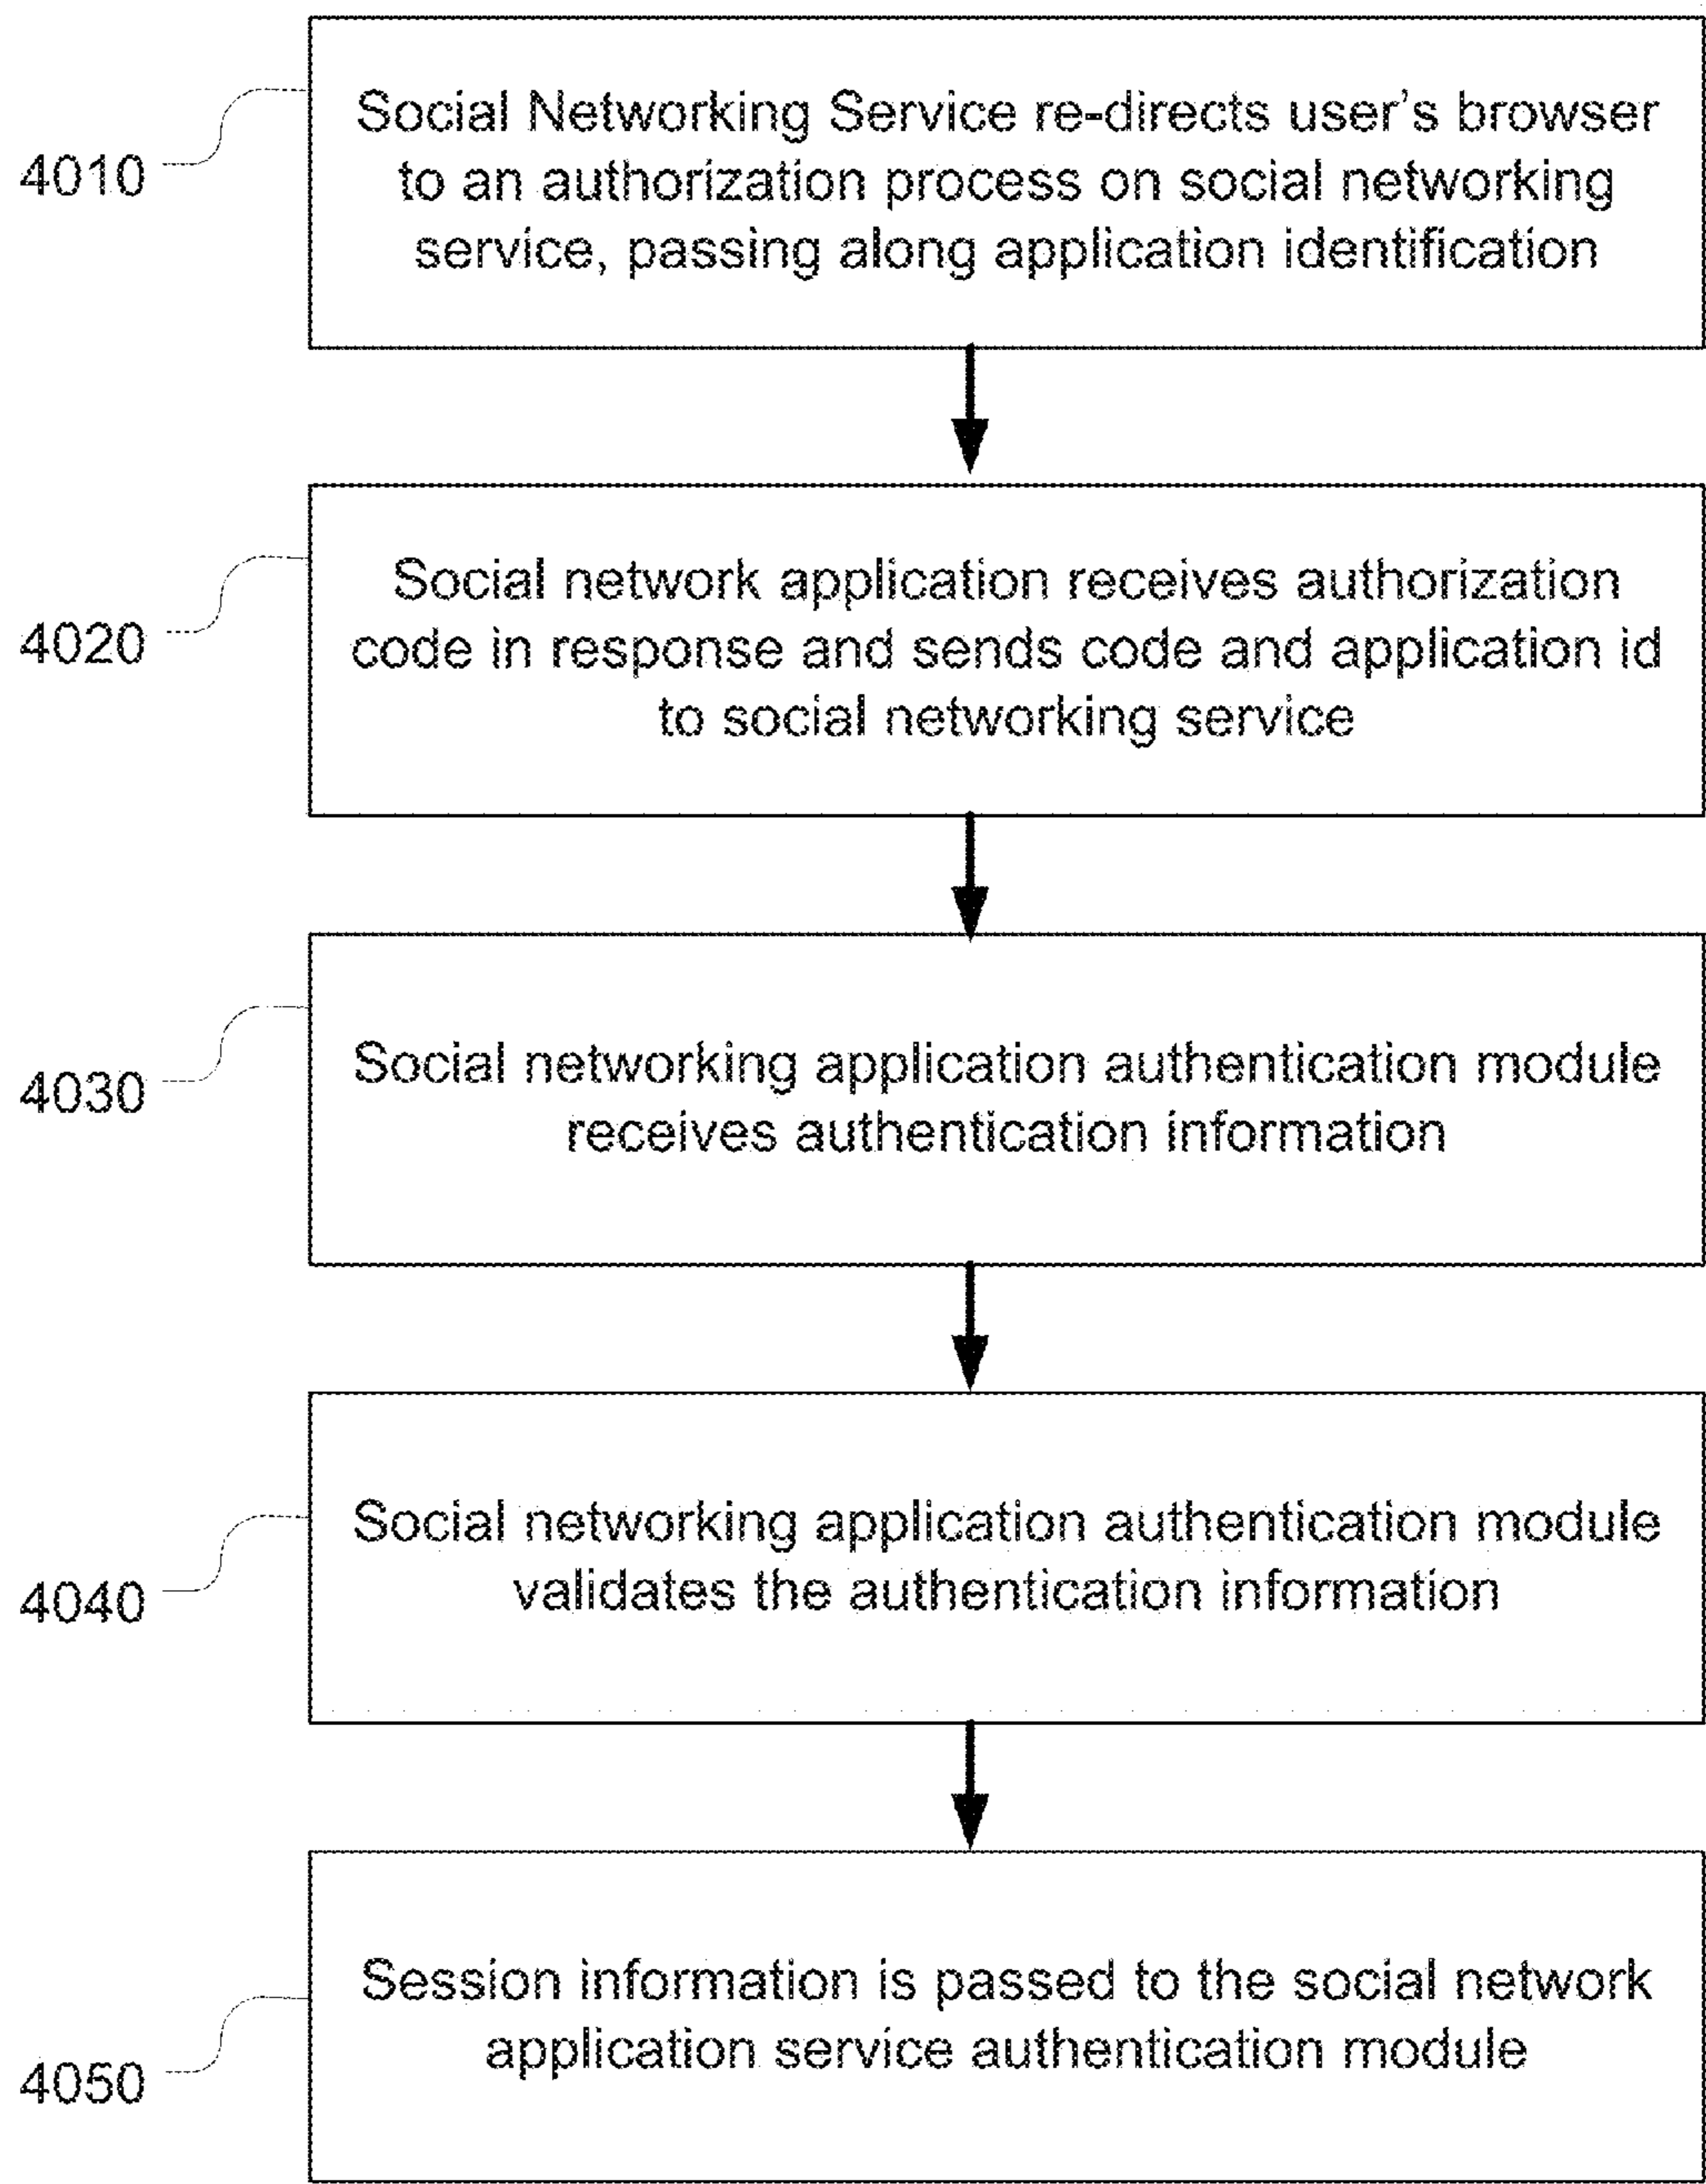 4010
Social Networking Service re-directs user’s browser
to an authorization process on social networking
service, passing along application identification
4020
Social network application receives authorization
code in response and sends code and application id
to social networking service
4030
Social networking application authentication module
receives authentication information
4040
Social networking application authentication module
validates the authentication information
4050
Session information is passed to the social network
application service authentication module